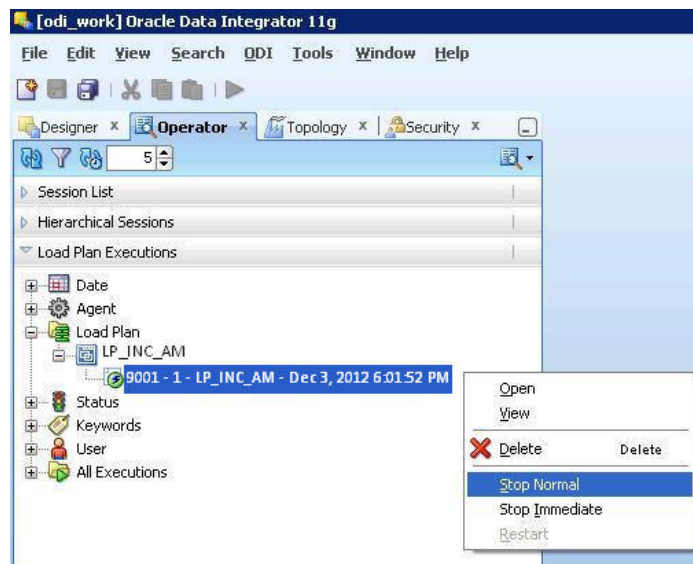 [odi_work] Oracle Data Integrator 11g
File Edit View Search ODI Tools Window Help
Designer x Operator x Topology x Security x
5
Session List
Hierarchical Sessions
Load Plan Executions
Date
Agent
Load Plan
LP_INC_AM
9001 - 1 - LP_INC_AM - Dec 3, 2012 6:01:52 PM
Status
Keywords
User
All Executions
Open
View
Delete Delete
Stop Normal
Stop Immediate
Restart